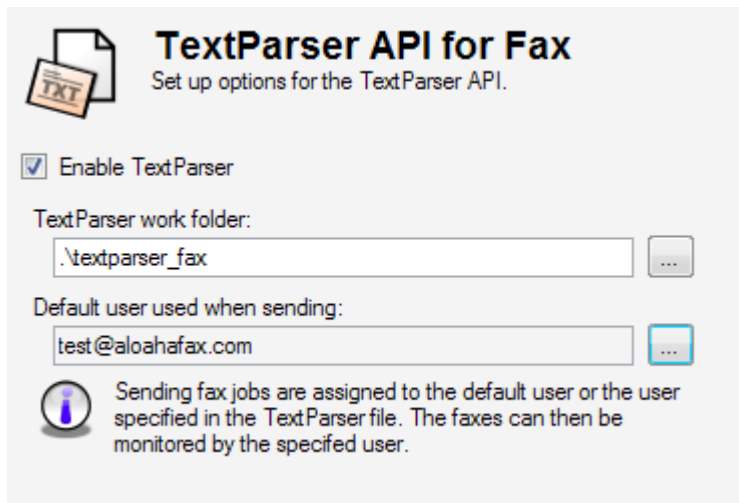 TextParser API for Fax
Set up options for the TextParser API.
TXT
Enable TextParser
TextParser work folder:
.\textparser_fax
...
Default user used when sending:
test@aloahafax.com
...
Sending fax jobs are assigned to the default user or the user
specified in the TextParser file. The faxes can then be
monitored by the specifed user.